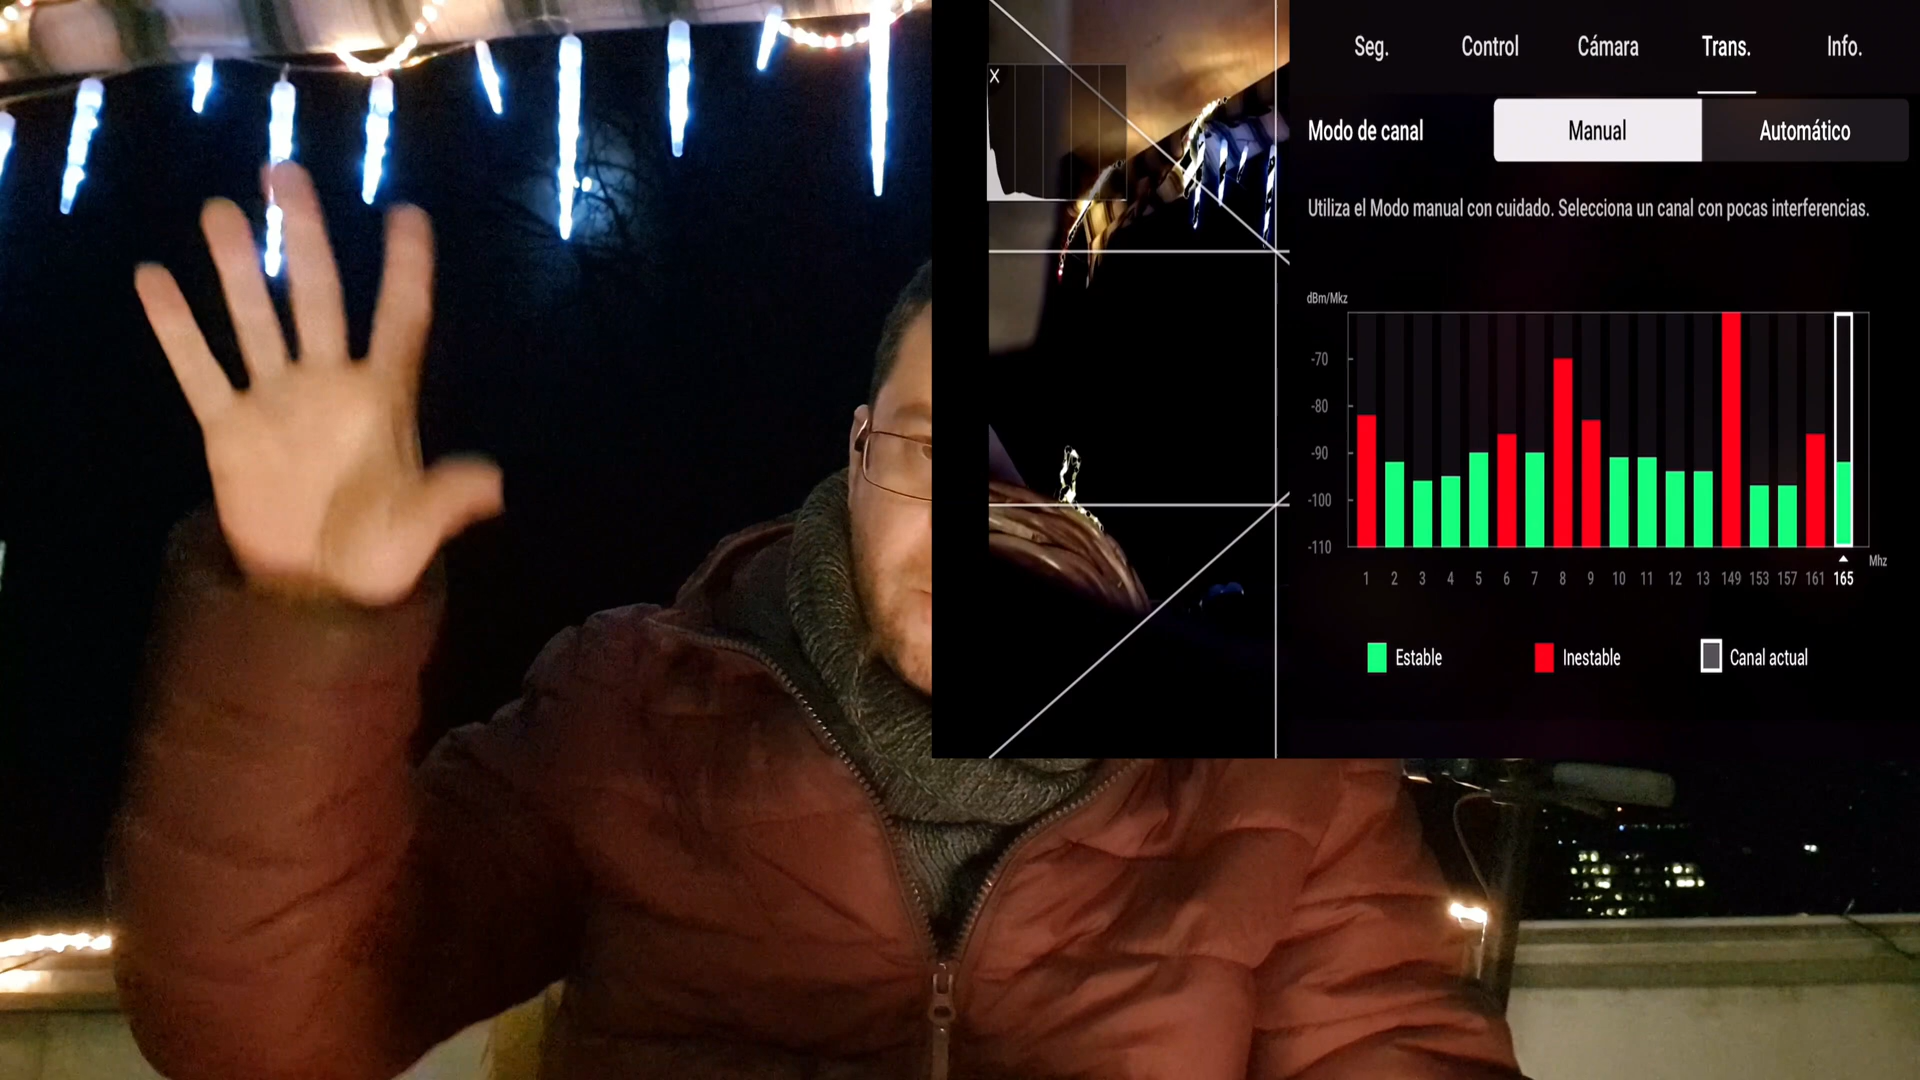 Seg. Control Cámara Trans. Info.
Modo de canal Manual Automático
Utiliza el Modo manual con cuidado. Selecciona un canal con pocas interferencias.
dBm/Mkz
-70
-80
-90
-100
-110
Mhz
1 2 3 4 5 6 7 8 9 10 11 12 13 149 153 157 161 165
Estable Inestable Canal actual
X